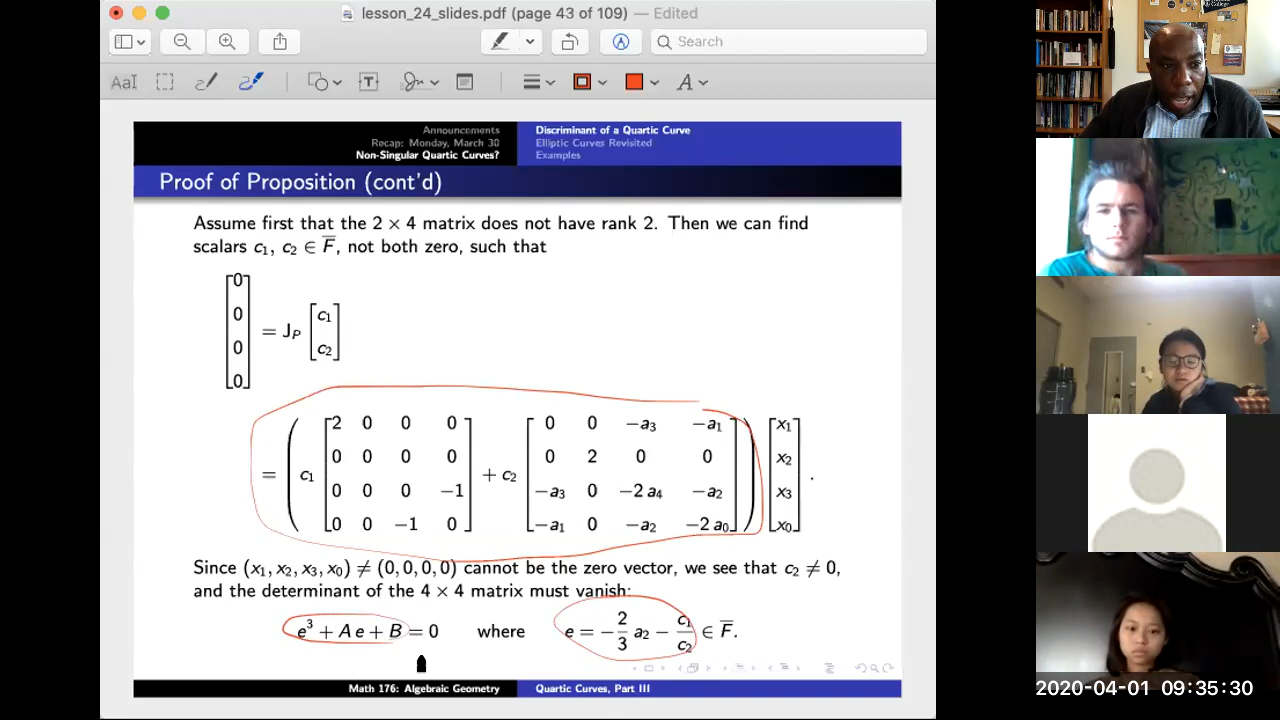 lesson_24_slides.pdf (page 43 of 109) — Edited
Search
AaI T A
Announcements
Recap: Monday, March 30
Non-Singular Quartic Curves?
Discriminant of a Quartic Curve
Elliptic Curves Revisited
Examples
Proof of Proposition (cont'd)
Assume first that the 2 × 4 matrix does not have rank 2. Then we can find
scalars c₁, c₂ ∈ F̅, not both zero, such that
[0 0 0 0] = J_P [c₁ c₂]
= ( c₁ [2 0 0 0
0 0 0 0
0 0 0 −1
0 0 −1 0] + c₂ [0 0 −a₃ −a₁
0 2 0 0
−a₃ 0 −2 a₄ −a₂
−a₁ 0 −a₂ −2 a₀] ) [x₁ x₂ x₃ x₀] .
Since (x₁, x₂, x₃, x₀) ≠ (0, 0, 0, 0) cannot be the zero vector, we see that c₂ ≠ 0,
and the determinant of the 4 × 4 matrix must vanish:
e³ + A e + B = 0 where e = − 2/3 a₂ − c₁/c₂ ∈ F̅.
Math 176: Algebraic Geometry
Quartic Curves, Part III
2020-04-01 09:35:30